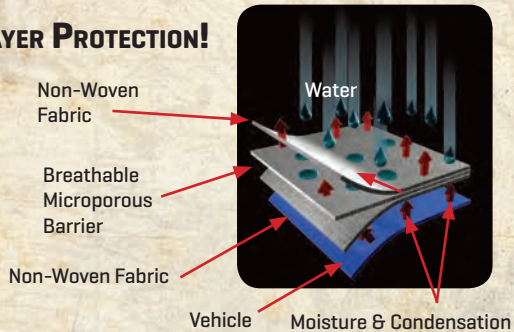 AYER PROTECTION!
Water
Non-Woven
Fabric
Breathable
Microporous
Barrier
Non-Woven Fabric
Vehicle
Moisture & Condensation